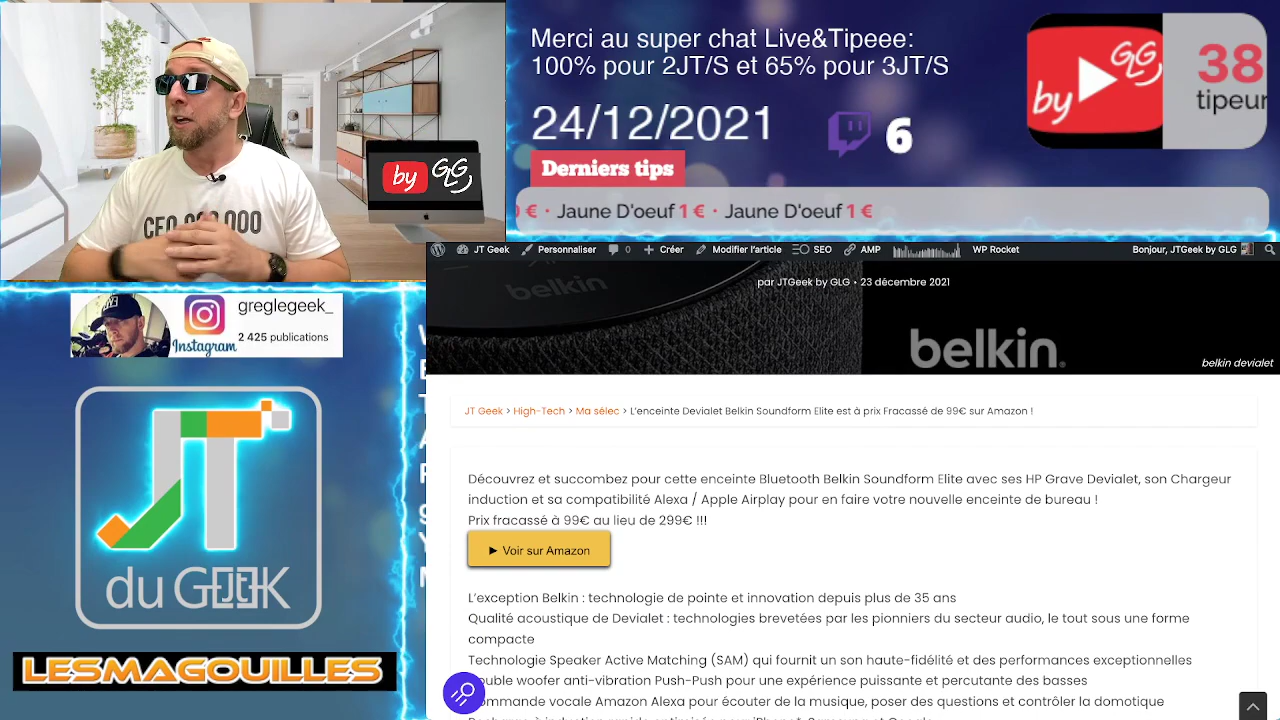 Merci au super chat Live&Tipeee:
100% pour 2JT/S et 65% pour 3JT/S
24/12/2021
6
Derniers tips
€ · Jaune D'oeuf 1 € · Jaune D'oeuf 1 €
by GLG
38
tipeur
by GLG
greglegeek_
2 425 publications
Instagram
JT
du GEEK
LESMAGOUILLES
JT Geek Personnaliser 0 Créer Modifier l'article SEO AMP WP Rocket Bonjour, JTGeek by GLG
belkin
par JTGeek by GLG • 23 décembre 2021
belkin®
belkin devialet
JT Geek > High-Tech > Ma sélec > L'enceinte Devialet Belkin Soundform Elite est à prix Fracassé de 99€ sur Amazon !
Découvrez et succombez pour cette enceinte Bluetooth Belkin Soundform Elite avec ses HP Grave Devialet, son Chargeur
induction et sa compatibilité Alexa / Apple Airplay pour en faire votre nouvelle enceinte de bureau !
Prix fracassé à 99€ au lieu de 299€ !!!
► Voir sur Amazon
L'exception Belkin : technologie de pointe et innovation depuis plus de 35 ans
Qualité acoustique de Devialet : technologies brevetées par les pionniers du secteur audio, le tout sous une forme
compacte
Technologie Speaker Active Matching (SAM) qui fournit un son haute-fidélité et des performances exceptionnelles
ouble woofer anti-vibration Push-Push pour une expérience puissante et percutante des basses
ommande vocale Amazon Alexa pour écouter de la musique, poser des questions et contrôler la domotique